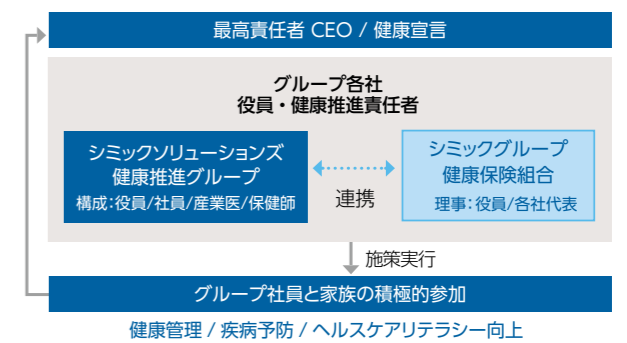 最高責任者 CEO / 健康宣言
グループ各社
役員・健康推進責任者
シミックソリューションズ
健康推進グループ
構成：役員/社員/産業医/保健師
連携
シミックグループ
健康保険組合
理事：役員/各社代表
施策実行
グループ社員と家族の積極的参加
健康管理 / 疾病予防 / ヘルスケアリテラシー向上